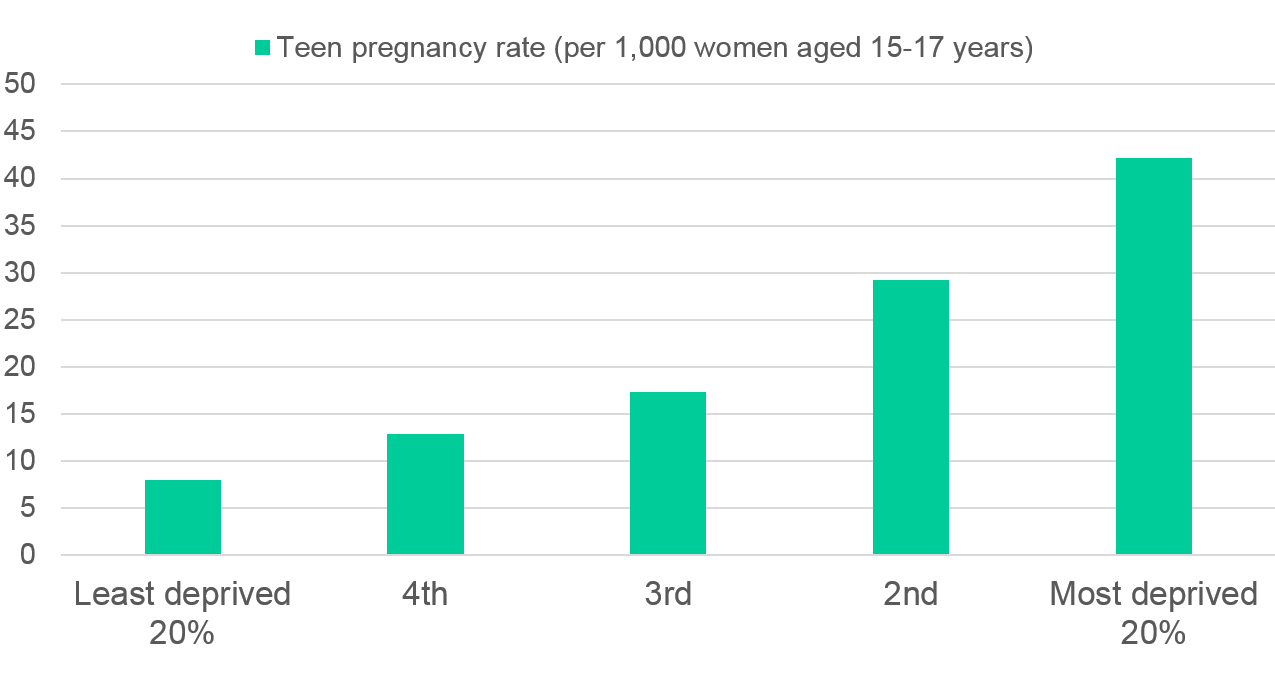 Teen pregnancy rate (per 1,000 women aged 15-17 years)
50
45
40
35
30
25
20
15
10
5
0
Least deprived 20%
4th
3rd
2nd
Most deprived 20%